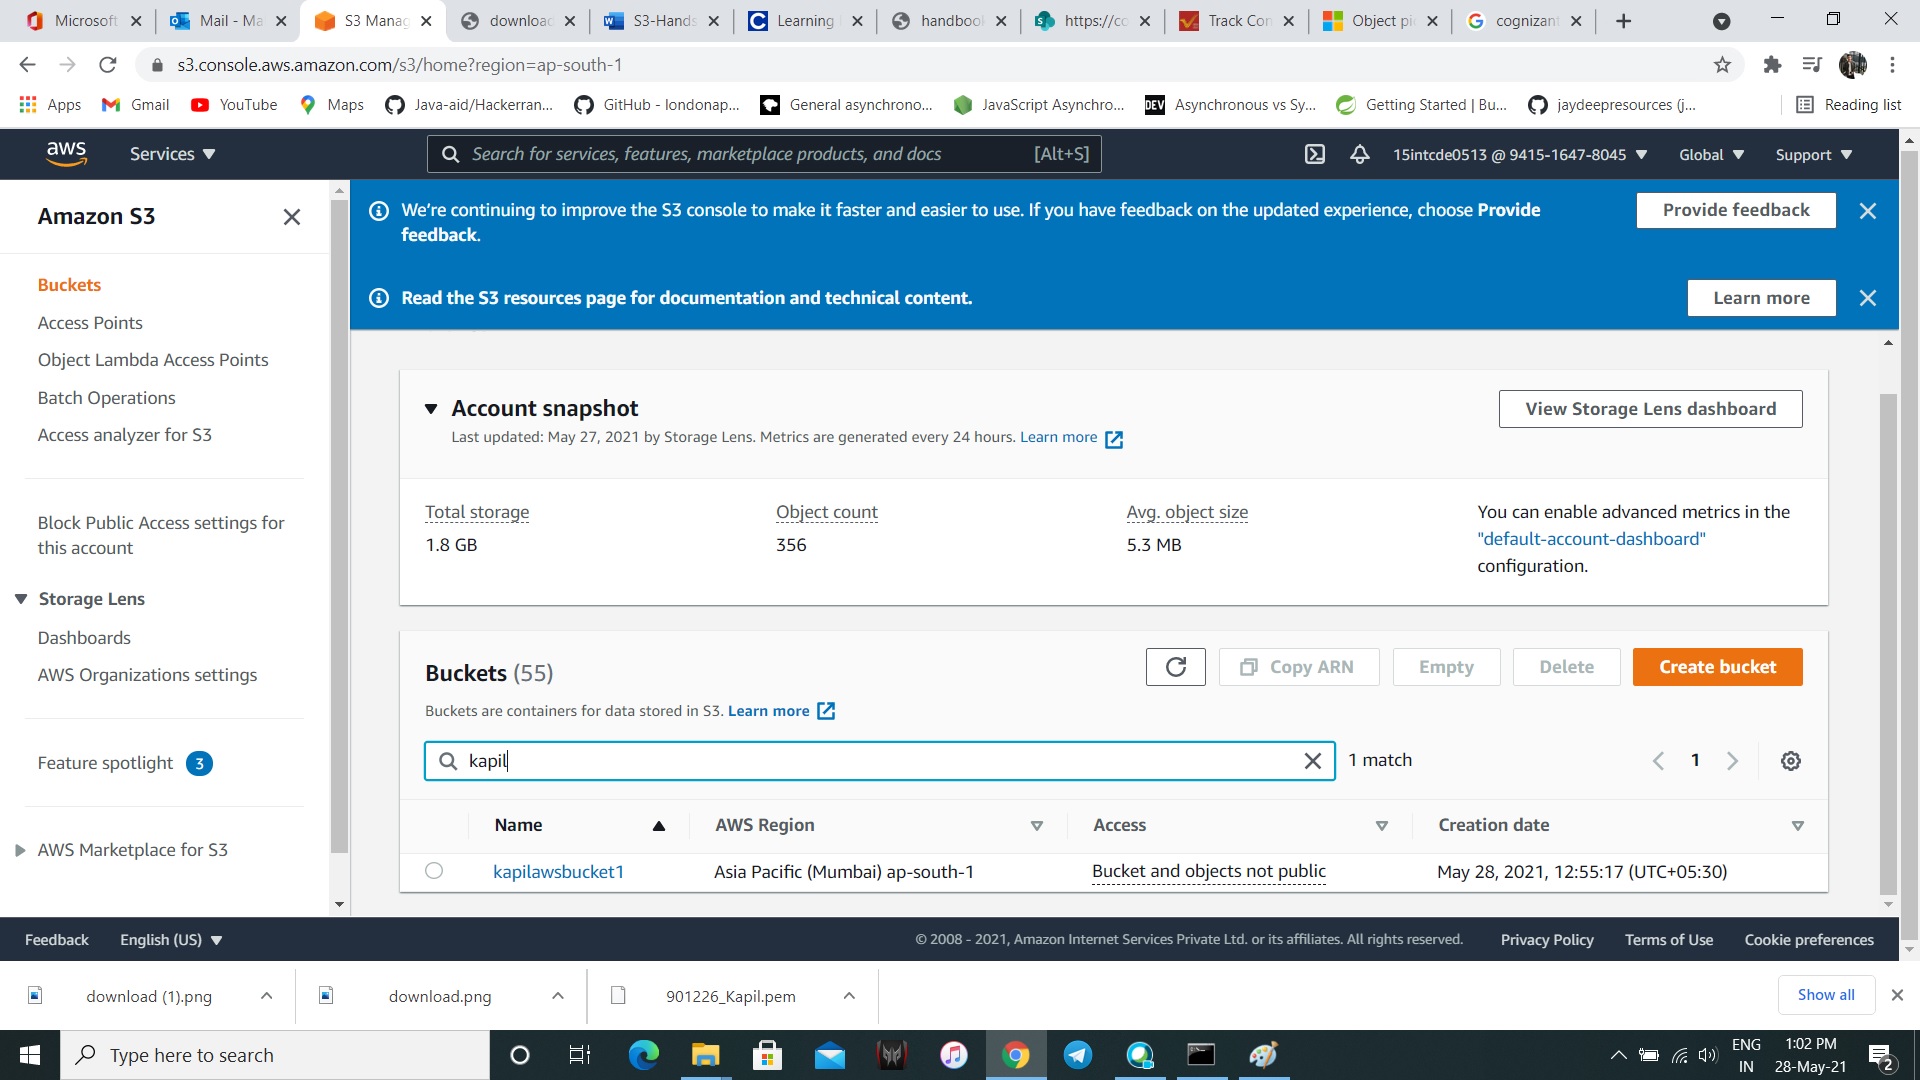 Microsoft
Mail - Ma
S3 Manag
download
S3-Hands
Learning
handbook
https://co
Track Con
Object pi
cognizant
s3.console.aws.amazon.com/s3/home?region=ap-south-1
Apps
Gmail
YouTube
Maps
Java-aid/Hackerran...
GitHub - londonap...
General asynchrono...
JavaScript Asynchro...
DEV
Asynchronous vs Sy...
Getting Started | Bu...
jaydeepresources (j...
Reading list
aws
Services
Search for services, features, marketplace products, and docs
[Alt+S]
15intcde0513 @ 9415-1647-8045
Global
Support
Amazon S3
Buckets
Access Points
Object Lambda Access Points
Batch Operations
Access analyzer for S3
Block Public Access settings for
this account
Storage Lens
Dashboards
AWS Organizations settings
Feature spotlight 3
AWS Marketplace for S3
We're continuing to improve the S3 console to make it faster and easier to use. If you have feedback on the updated experience, choose Provide
feedback.
Provide feedback
Read the S3 resources page for documentation and technical content.
Learn more
Account snapshot
Last updated: May 27, 2021 by Storage Lens. Metrics are generated every 24 hours. Learn more
View Storage Lens dashboard
Total storage
1.8 GB
Object count
356
Avg. object size
5.3 MB
You can enable advanced metrics in the
"default-account-dashboard"
configuration.
Buckets (55)
Copy ARN
Empty
Delete
Create bucket
Buckets are containers for data stored in S3. Learn more
kapil
1 match
1
Name
AWS Region
Access
Creation date
kapilawsbucket1
Asia Pacific (Mumbai) ap-south-1
Bucket and objects not public
May 28, 2021, 12:55:17 (UTC+05:30)
Feedback
English (US)
© 2008 - 2021, Amazon Internet Services Private Ltd. or its affiliates. All rights reserved.
Privacy Policy
Terms of Use
Cookie preferences
download (1).png
download.png
901226_Kapil.pem
Show all
Type here to search
ENG
IN
1:02 PM
28-May-21
2